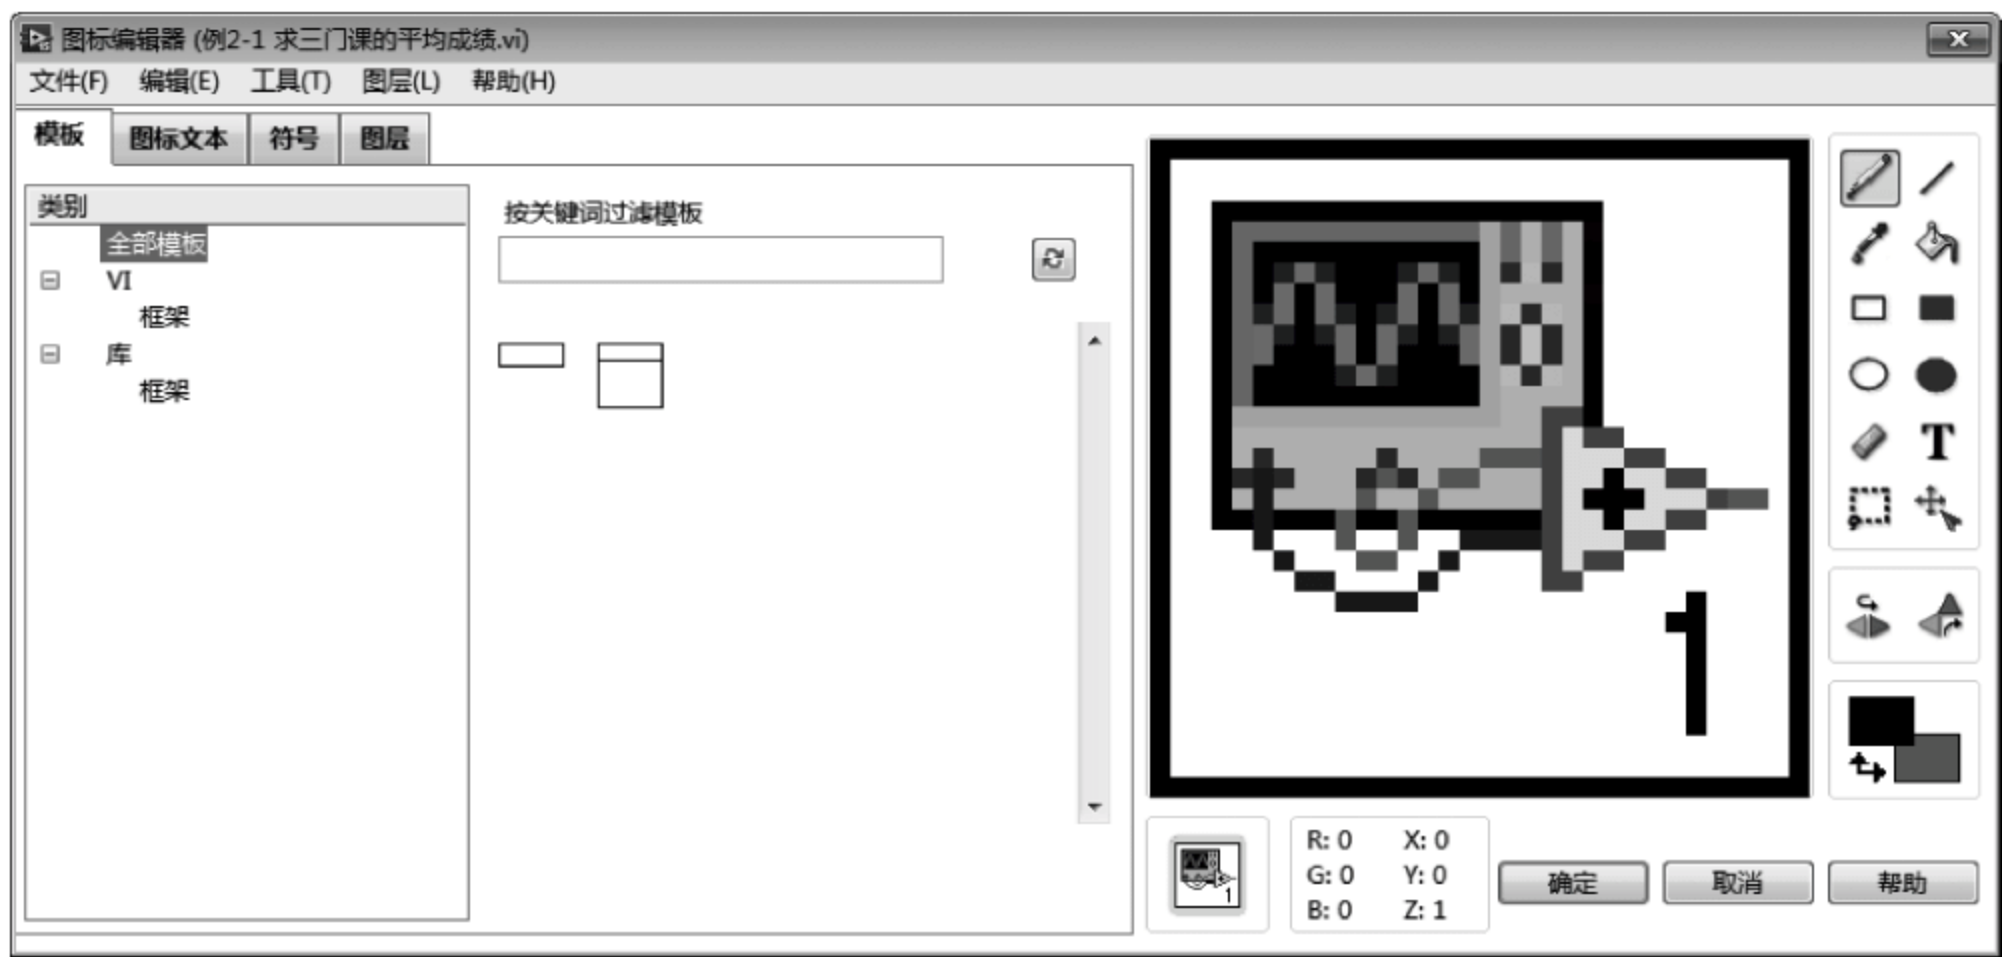 图标编辑器 (例2-1 求三门课的平均成绩.vi)
文件(F) 编辑(E) 工具(T) 图层(L) 帮助(H)
模板 图标文本 符号 图层
类别
全部模板
VI
框架
库
框架
按关键词过滤模板
T
1
1
R: 0 X: 0
G: 0 Y: 0
B: 0 Z: 1
确定 取消 帮助